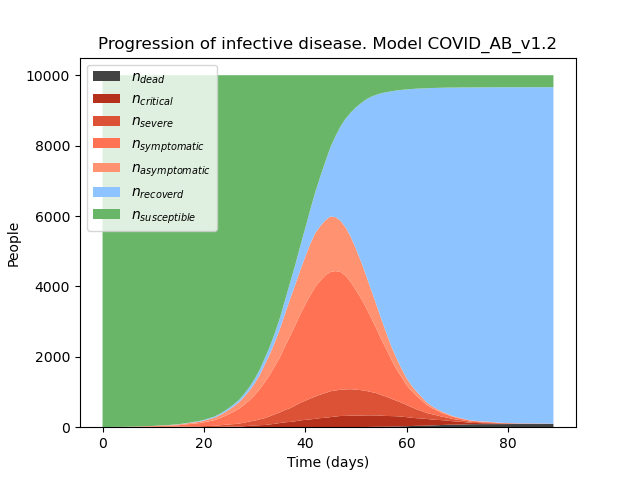 Progression of infective disease. Model COVID_AB_v1.2
10000
8000
6000
4000
2000
0
People
n_dead
n_critical
n_severe
n_symptomatic
n_asymptomatic
n_recoverd
n_susceptible
0 20 40 60 80
Time (days)